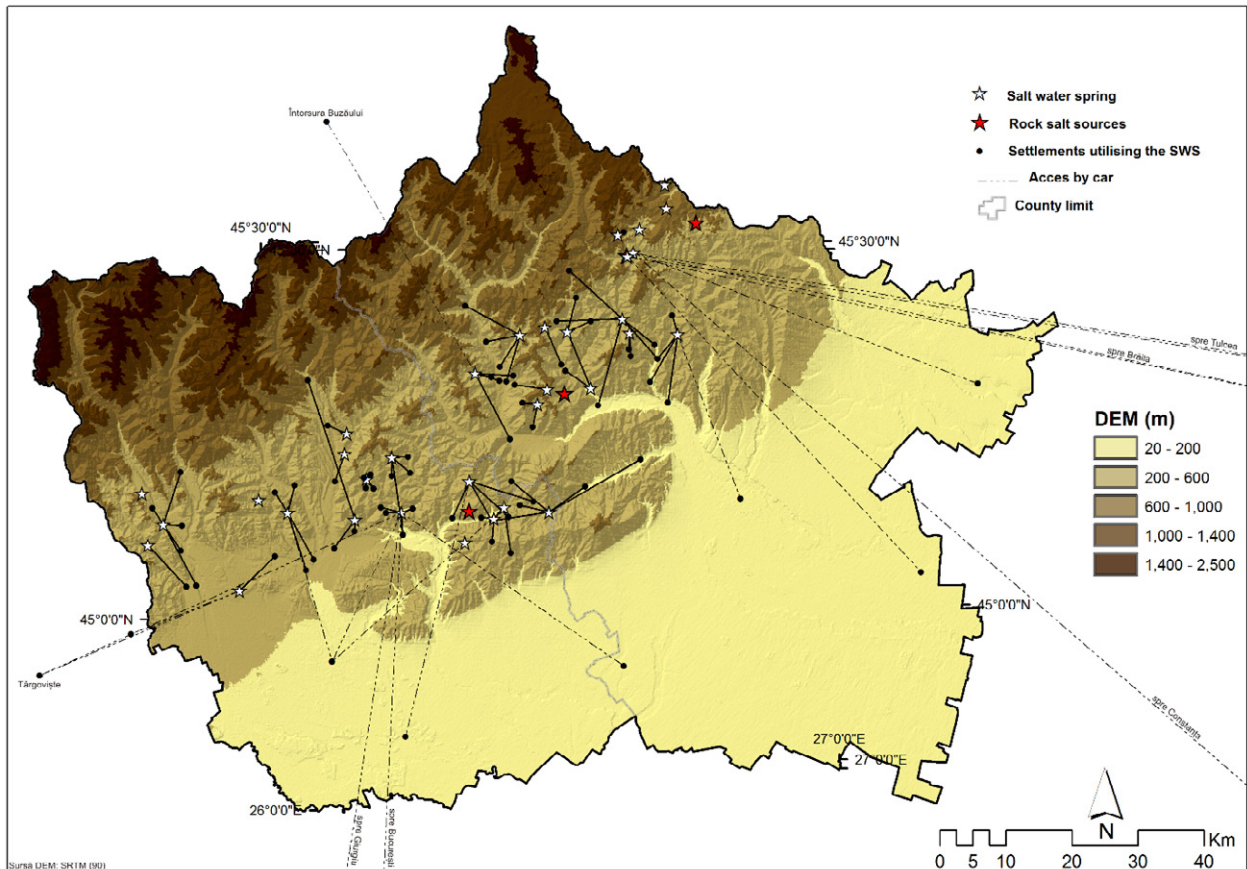 Întorsura Buzăului
Salt water spring
Rock salt sources
Settlements utilising the SWS
Acces by car
County limit
45°30'0"N
45°30'0"N
spre Tulcea
spre Braila
DEM (m)
20 - 200
200 - 600
600 - 1,000
1,000 - 1,400
1,400 - 2,500
45°0'0"N
45°0'0"N
Târgoviște
spre Constanța
27°0'0"E
27°0'0"E
26°0'0"E
spre Giurgiu
spre București
N
Km
0 5 10 20 30 40
Sursa DEM: SRTM (90)